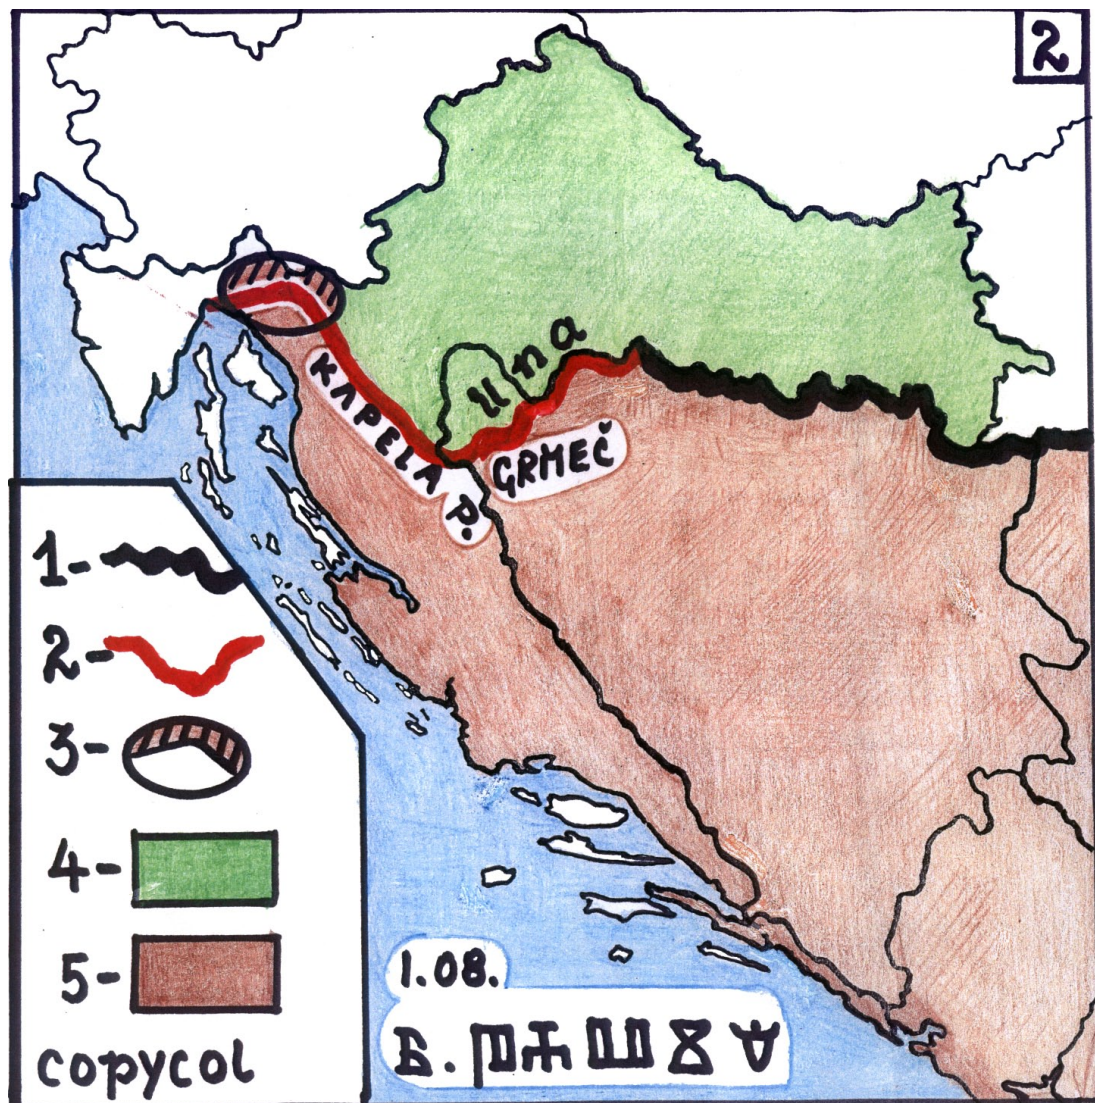 2
Una
KAPELA P.
GRMEČ
1-
2-
3-
4-
5-
copycol
1.08.